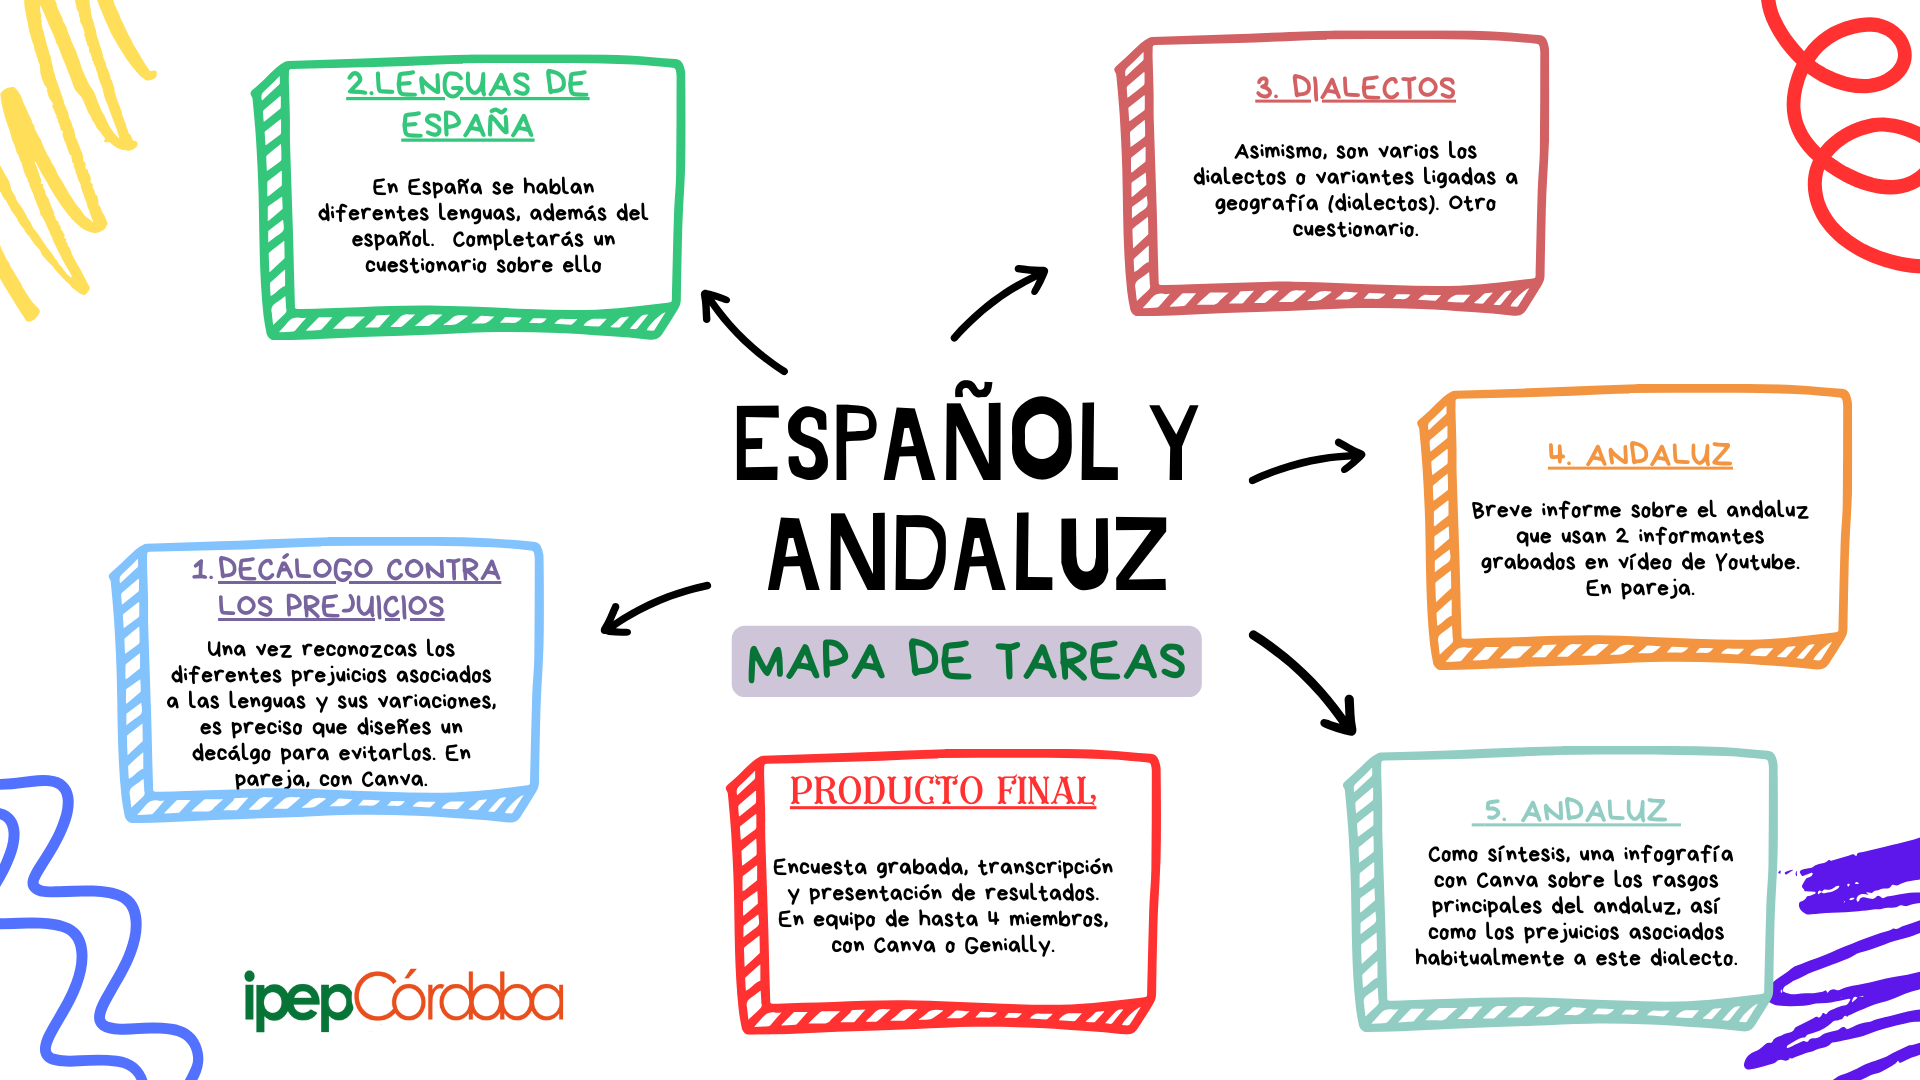 ESPAÑOL Y
ANDALUZ
MAPA DE TAREAS
1. DECÁLOGO CONTRA
LOS PREJUICIOS
Una vez reconozcas los
diferentes prejuicios asociados
a las lenguas y sus variaciones,
es preciso que diseñes un
decálgo para evitarlos. En
pareja, con Canva.
2.LENGUAS DE
ESPAÑA
En España se hablan
diferentes lenguas, además del
español. Completarás un
cuestionario sobre ello
3. DIALECTOS
Asimismo, son varios los
dialectos o variantes ligadas a
geografía (dialectos). Otro
cuestionario.
4. ANDALUZ
Breve informe sobre el andaluz
que usan 2 informantes
grabados en vídeo de Youtube.
En pareja.
5. ANDALUZ
Como síntesis, una infografía
con Canva sobre los rasgos
principales del andaluz, así
como los prejuicios asociados
habitualmente a este dialecto.
PRODUCTO FINAL
Encuesta grabada, transcripción
y presentación de resultados.
En equipo de hasta 4 miembros,
con Canva o Genially.
ipepCórdoba